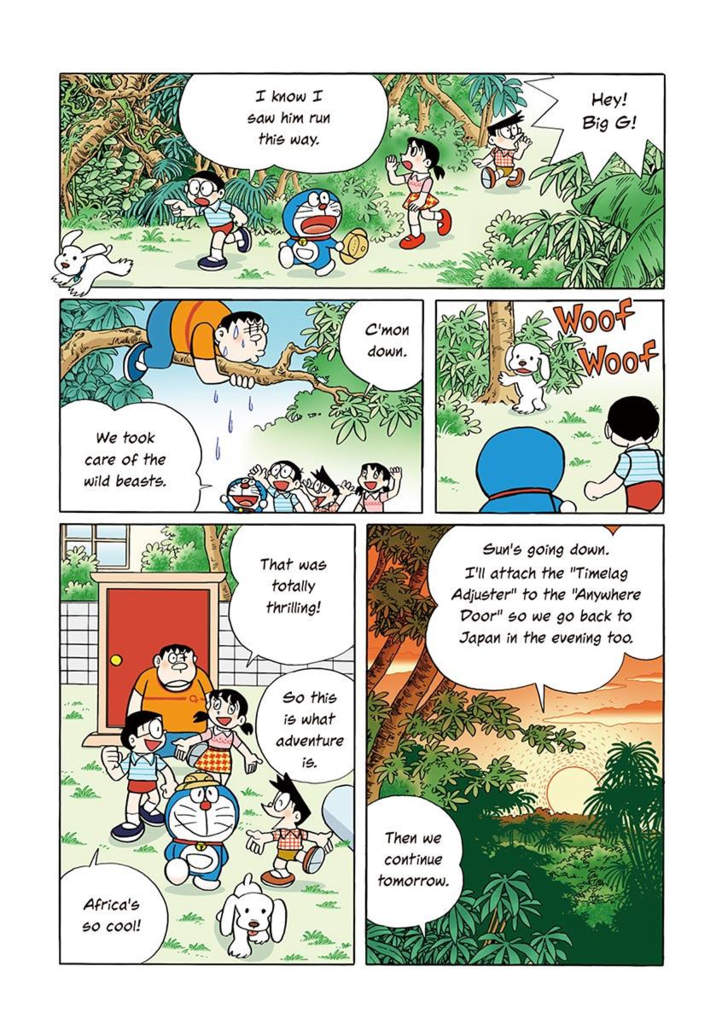 Hey!
Big G!
I know I
saw him run
this way.
Woof
Woof
C'mon
down.
We took
care of the
wild beasts.
Sun's going down.
I'll attach the "Timelag
Adjuster" to the "Anywhere
Door" so we go back to
Japan in the evening too.
Then we
continue
tomorrow.
That was
totally
thrilling!
So this
is what
adventure
is.
Africa's
so cool!